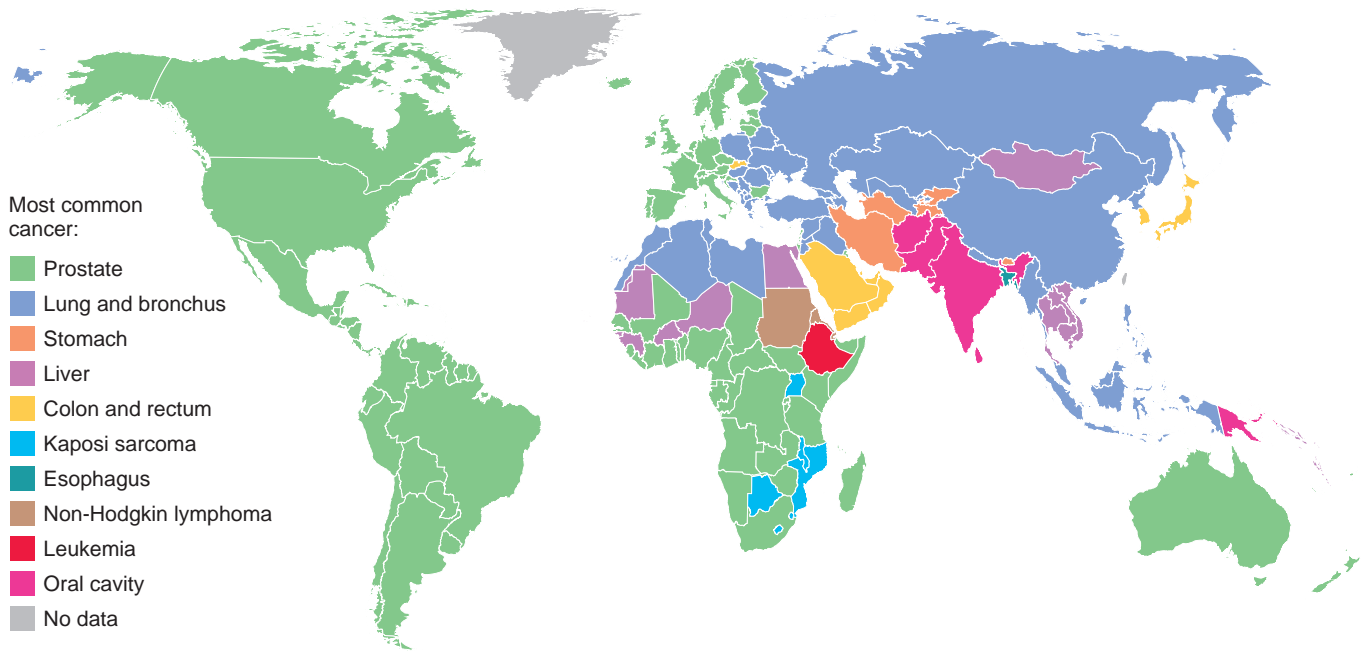 Most common
cancer:
Prostate
Lung and bronchus
Stomach
Liver
Colon and rectum
Kaposi sarcoma
Esophagus
Non-Hodgkin lymphoma
Leukemia
Oral cavity
No data